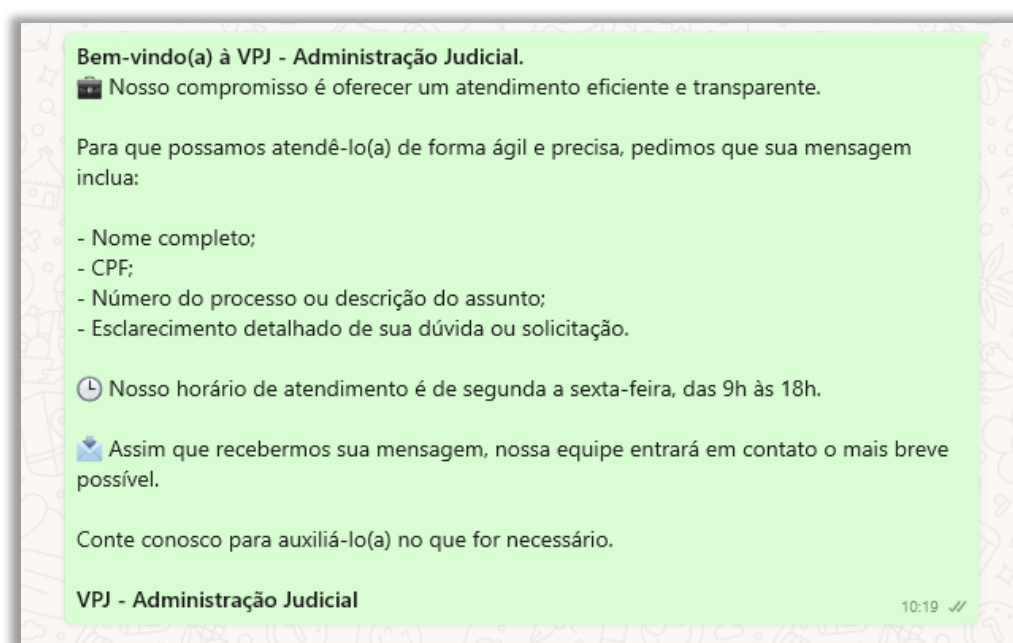 Bem-vindo(a) à VPJ - Administração Judicial.
💼 Nosso compromisso é oferecer um atendimento eficiente e transparente.
Para que possamos atendê-lo(a) de forma ágil e precisa, pedimos que sua mensagem
inclua:
- Nome completo;
- CPF;
- Número do processo ou descrição do assunto;
- Esclarecimento detalhado de sua dúvida ou solicitação.
🕒 Nosso horário de atendimento é de segunda a sexta-feira, das 9h às 18h.
📩 Assim que recebermos sua mensagem, nossa equipe entrará em contato o mais breve
possível.
Conte conosco para auxiliá-lo(a) no que for necessário.
VPJ - Administração Judicial
10:19